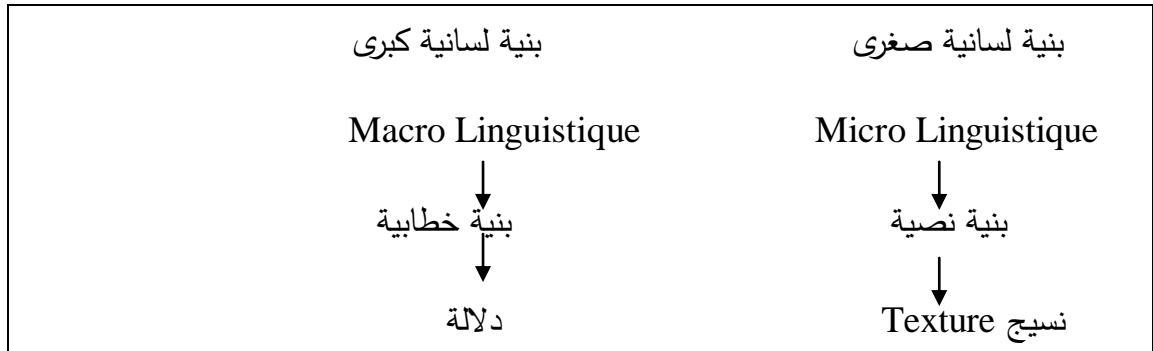 بنية لسانية صغرى بنية لسانية كبرى
Micro Linguistique Macro Linguistique
بنية نصية بنية خطابية
نسيج Texture دلالة